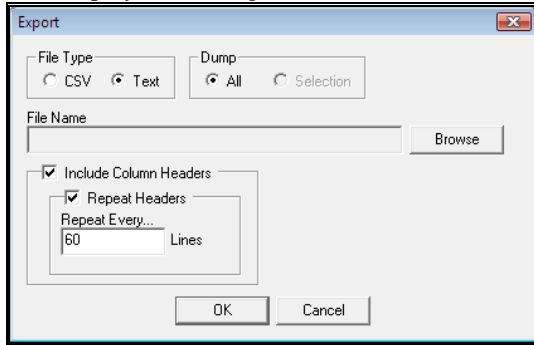 Export
File Type
Dump
CSV Text
All Selection
File Name
Browse
Include Column Headers
Repeat Headers
Repeat Every...
60 Lines
OK Cancel